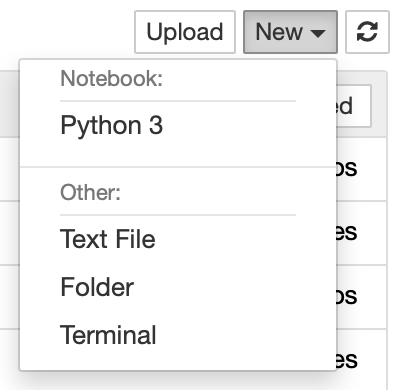 Upload New
Notebook:
Python 3
Other:
Text File
Folder
Terminal